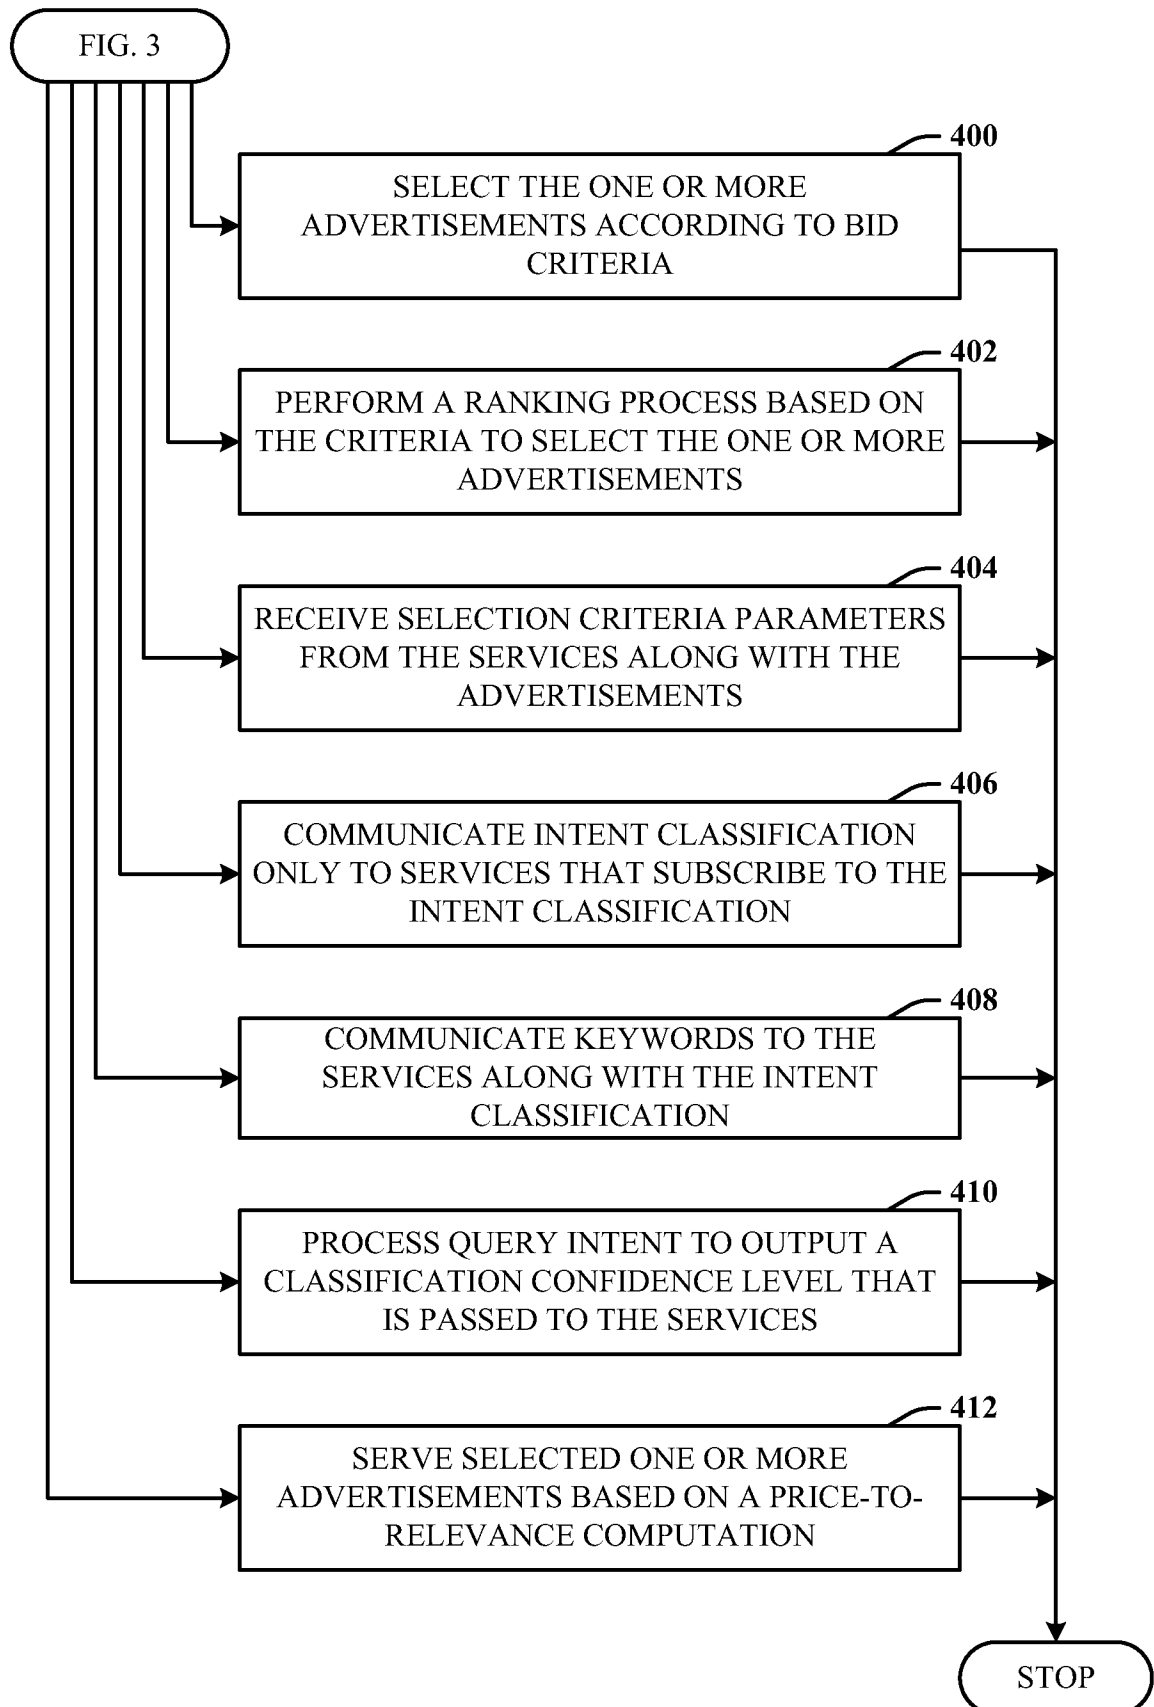 FIG. 3
400
SELECT THE ONE OR MORE
ADVERTISEMENTS ACCORDING TO BID
CRITERIA
402
PERFORM A RANKING PROCESS BASED ON
THE CRITERIA TO SELECT THE ONE OR MORE
ADVERTISEMENTS
404
RECEIVE SELECTION CRITERIA PARAMETERS
FROM THE SERVICES ALONG WITH THE
ADVERTISEMENTS
406
COMMUNICATE INTENT CLASSIFICATION
ONLY TO SERVICES THAT SUBSCRIBE TO THE
INTENT CLASSIFICATION
408
COMMUNICATE KEYWORDS TO THE
SERVICES ALONG WITH THE INTENT
CLASSIFICATION
410
PROCESS QUERY INTENT TO OUTPUT A
CLASSIFICATION CONFIDENCE LEVEL THAT
IS PASSED TO THE SERVICES
412
SERVE SELECTED ONE OR MORE
ADVERTISEMENTS BASED ON A PRICE-TO-
RELEVANCE COMPUTATION
STOP